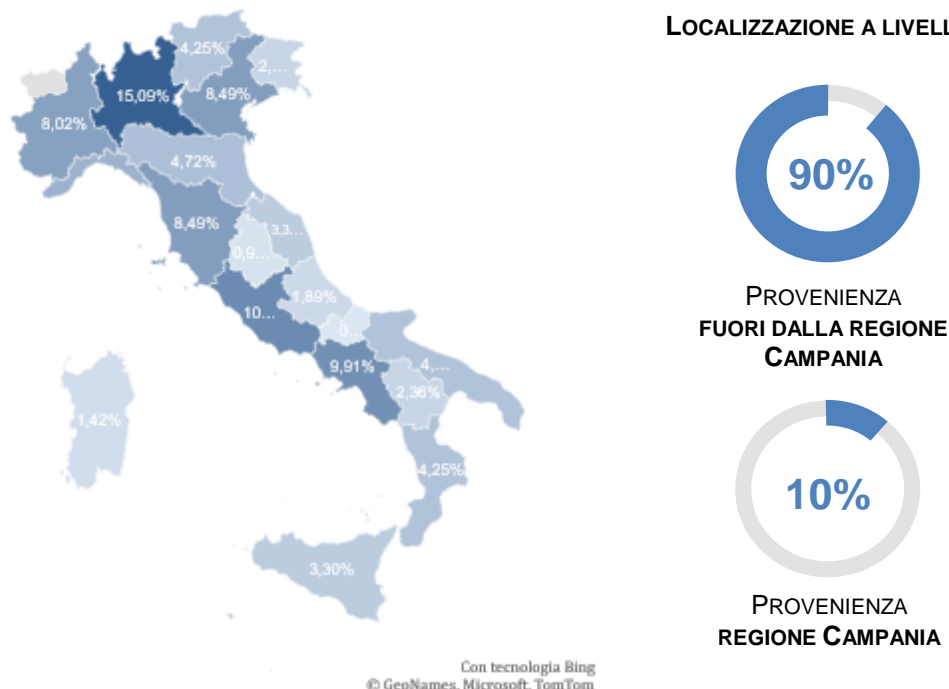 LOCALIZZAZIONE A LIVELL
4,25%
2,...
15,09%
8,49%
8,02%
4,72%
8,49%
3,3...
0,9...
1,89%
10...
0...
9,91%
4,...
2,36%
1,42%
4,25%
3,30%
90%
PROVENIENZA
FUORI DALLA REGIONE
CAMPANIA
10%
PROVENIENZA
REGIONE CAMPANIA
Con tecnologia Bing
© GeoNames, Microsoft, TomTom